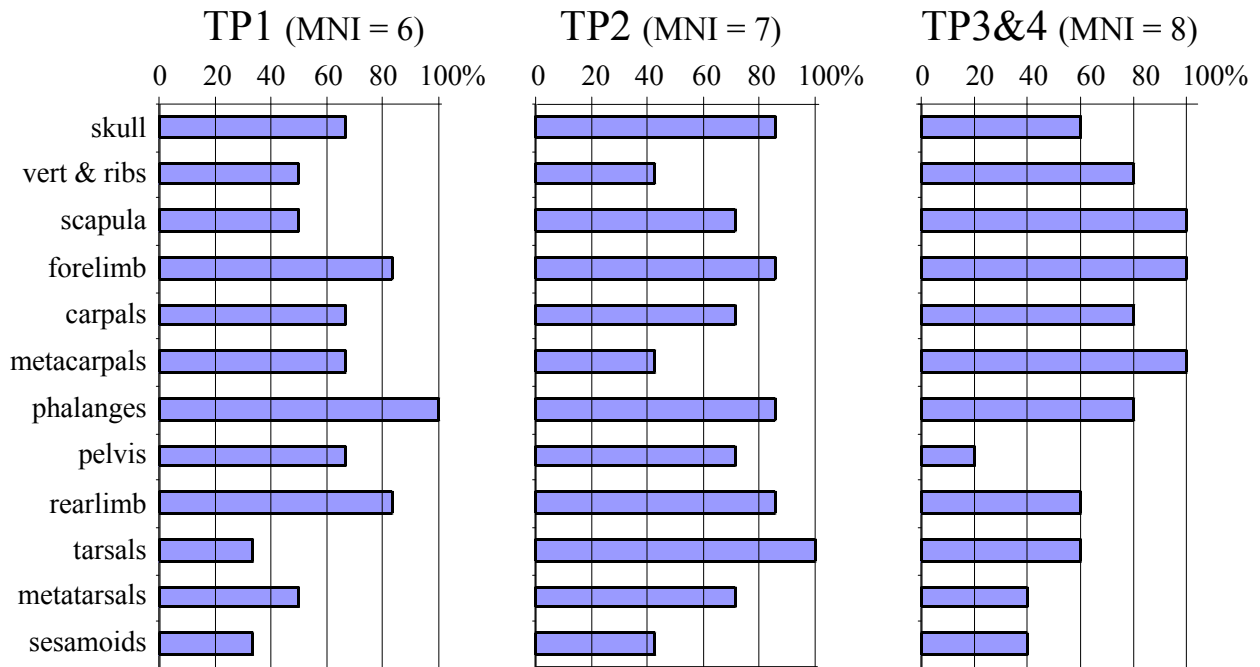 TP1 (MNI = 6) TP2 (MNI = 7) TP3&4 (MNI = 8)
0 20 40 60 80 100% 0 20 40 60 80 100% 0 20 40 60 80 100%
skull
vert & ribs
scapula
forelimb
carpals
metacarpals
phalanges
pelvis
rearlimb
tarsals
metatarsals
sesamoids